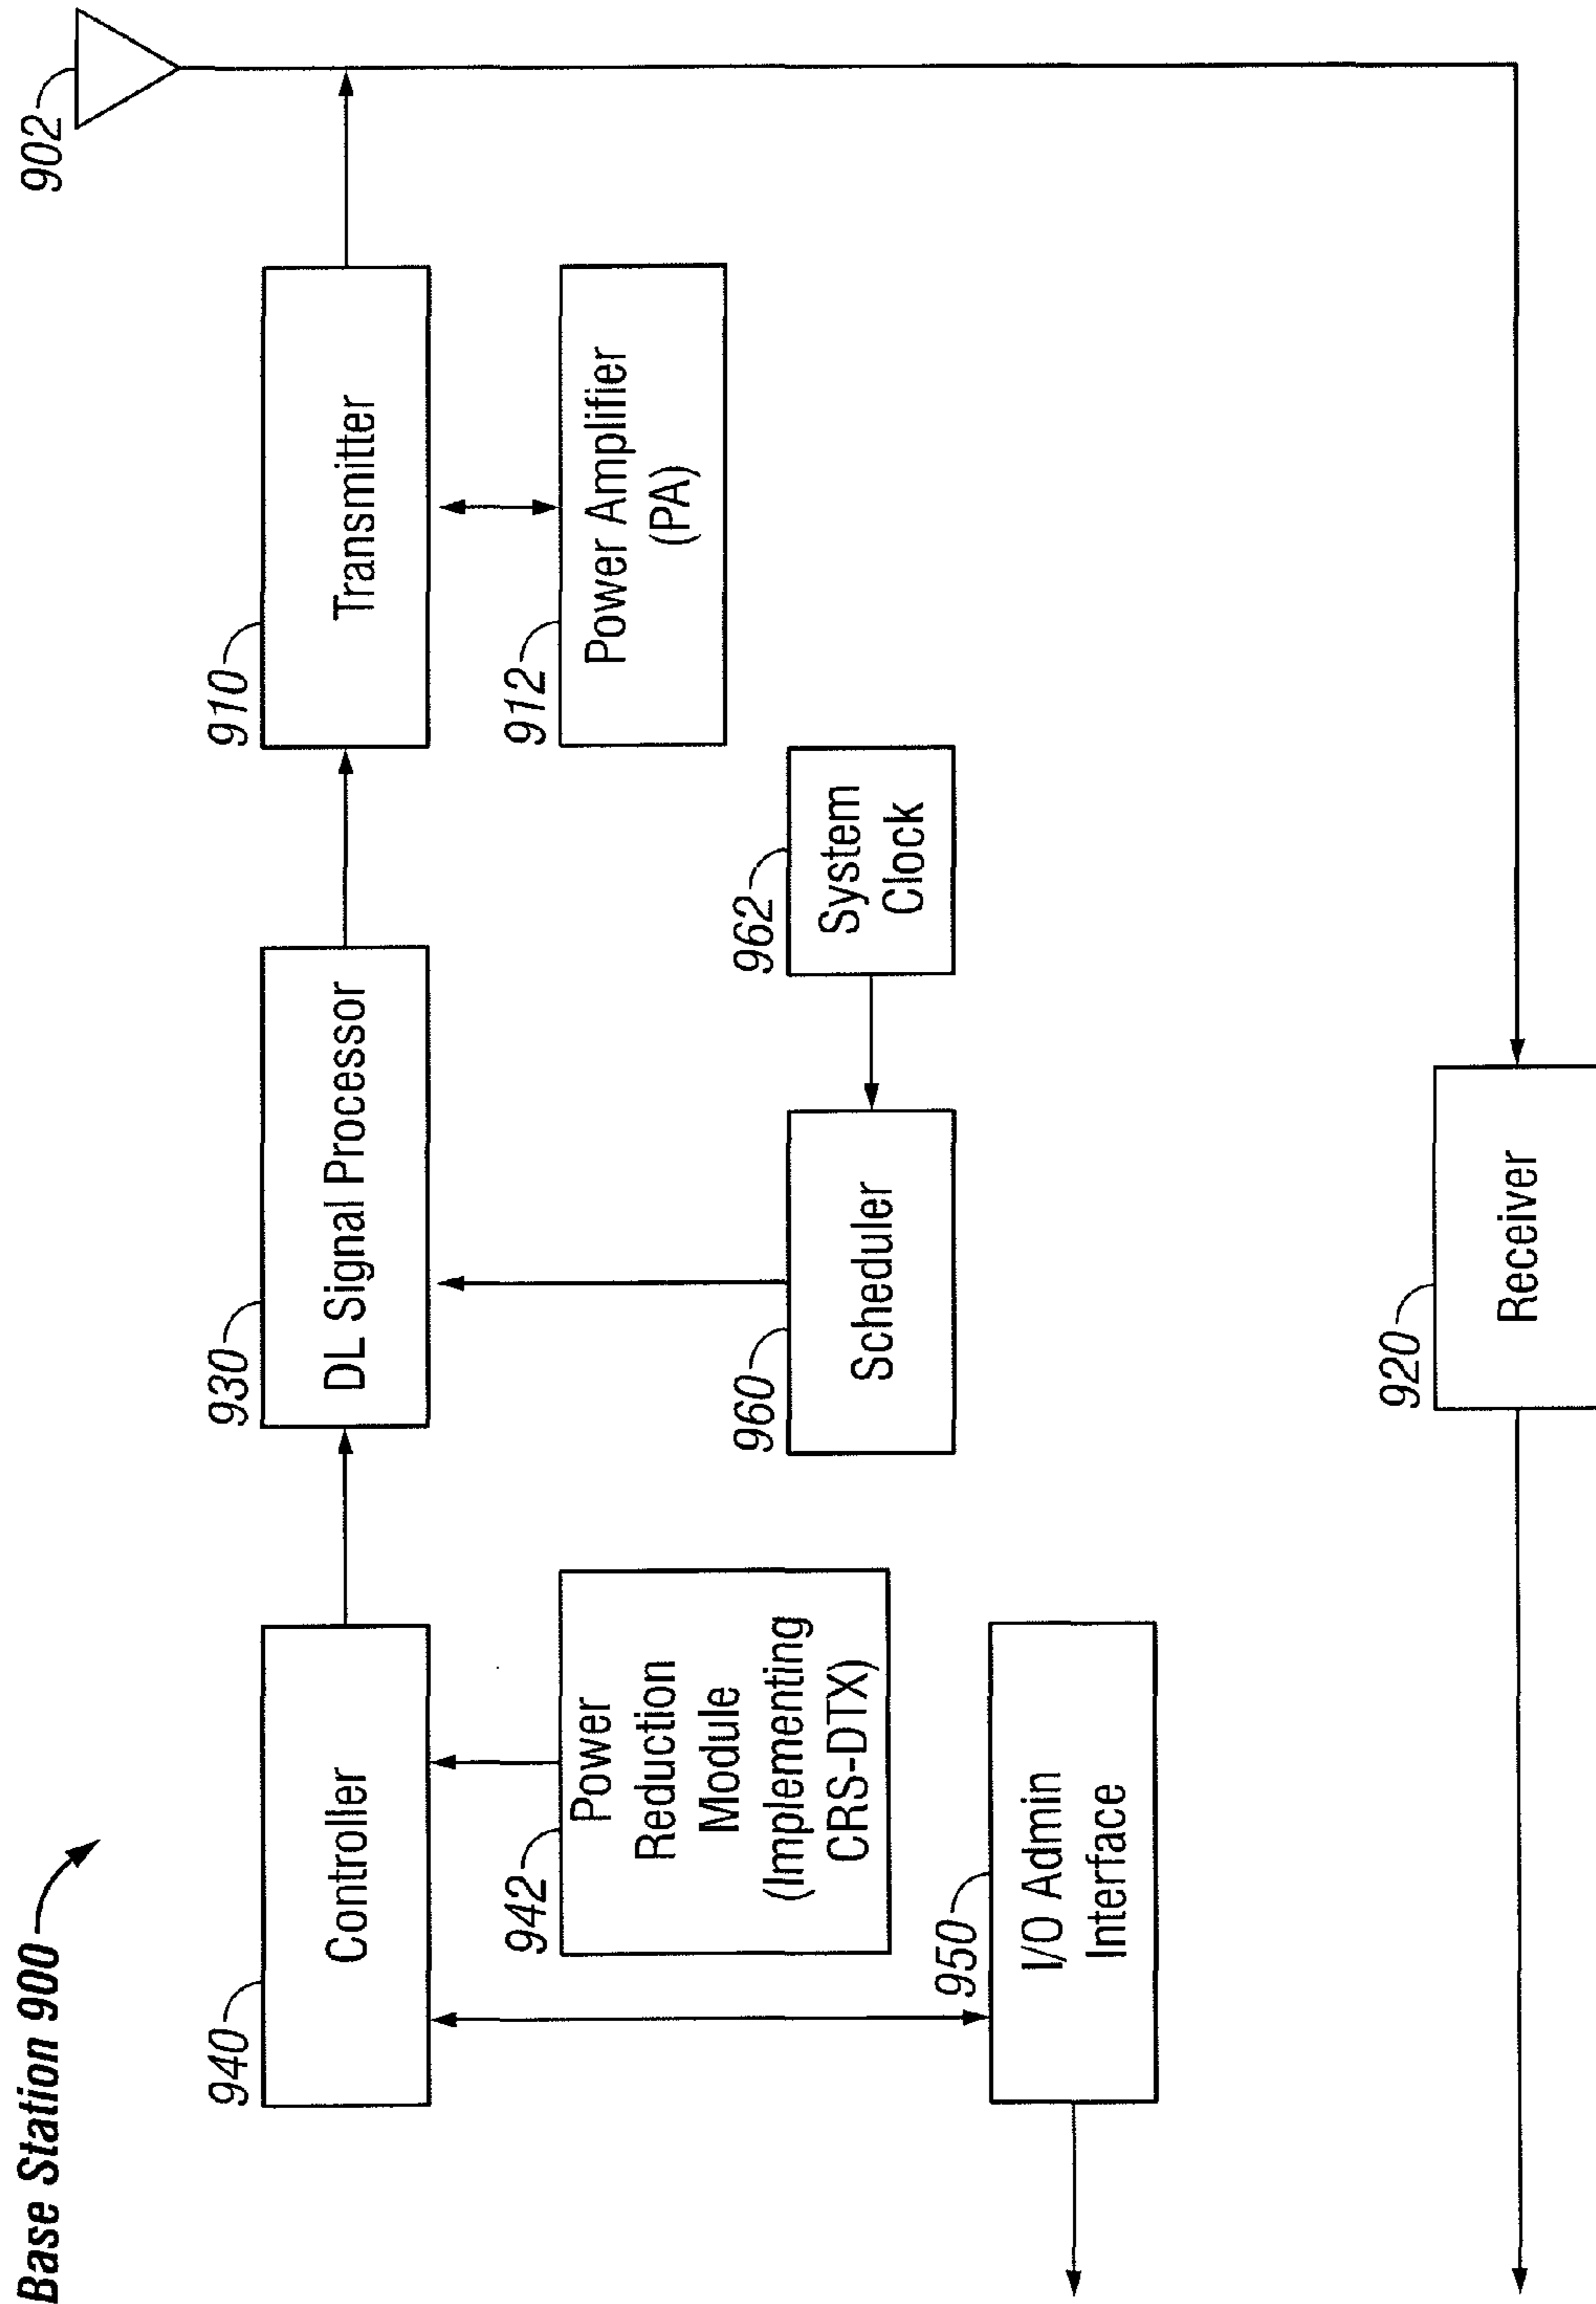 Base Station 900
902
940
Controller
930
DL Signal Processor
910
Transmitter
942
Power
Reduction
Module
(Implementing
CRS-DTX)
912
Power Amplifier
(PA)
960
Scheduler
962
System
Clock
950
I/O Admin
Interface
920
Receiver